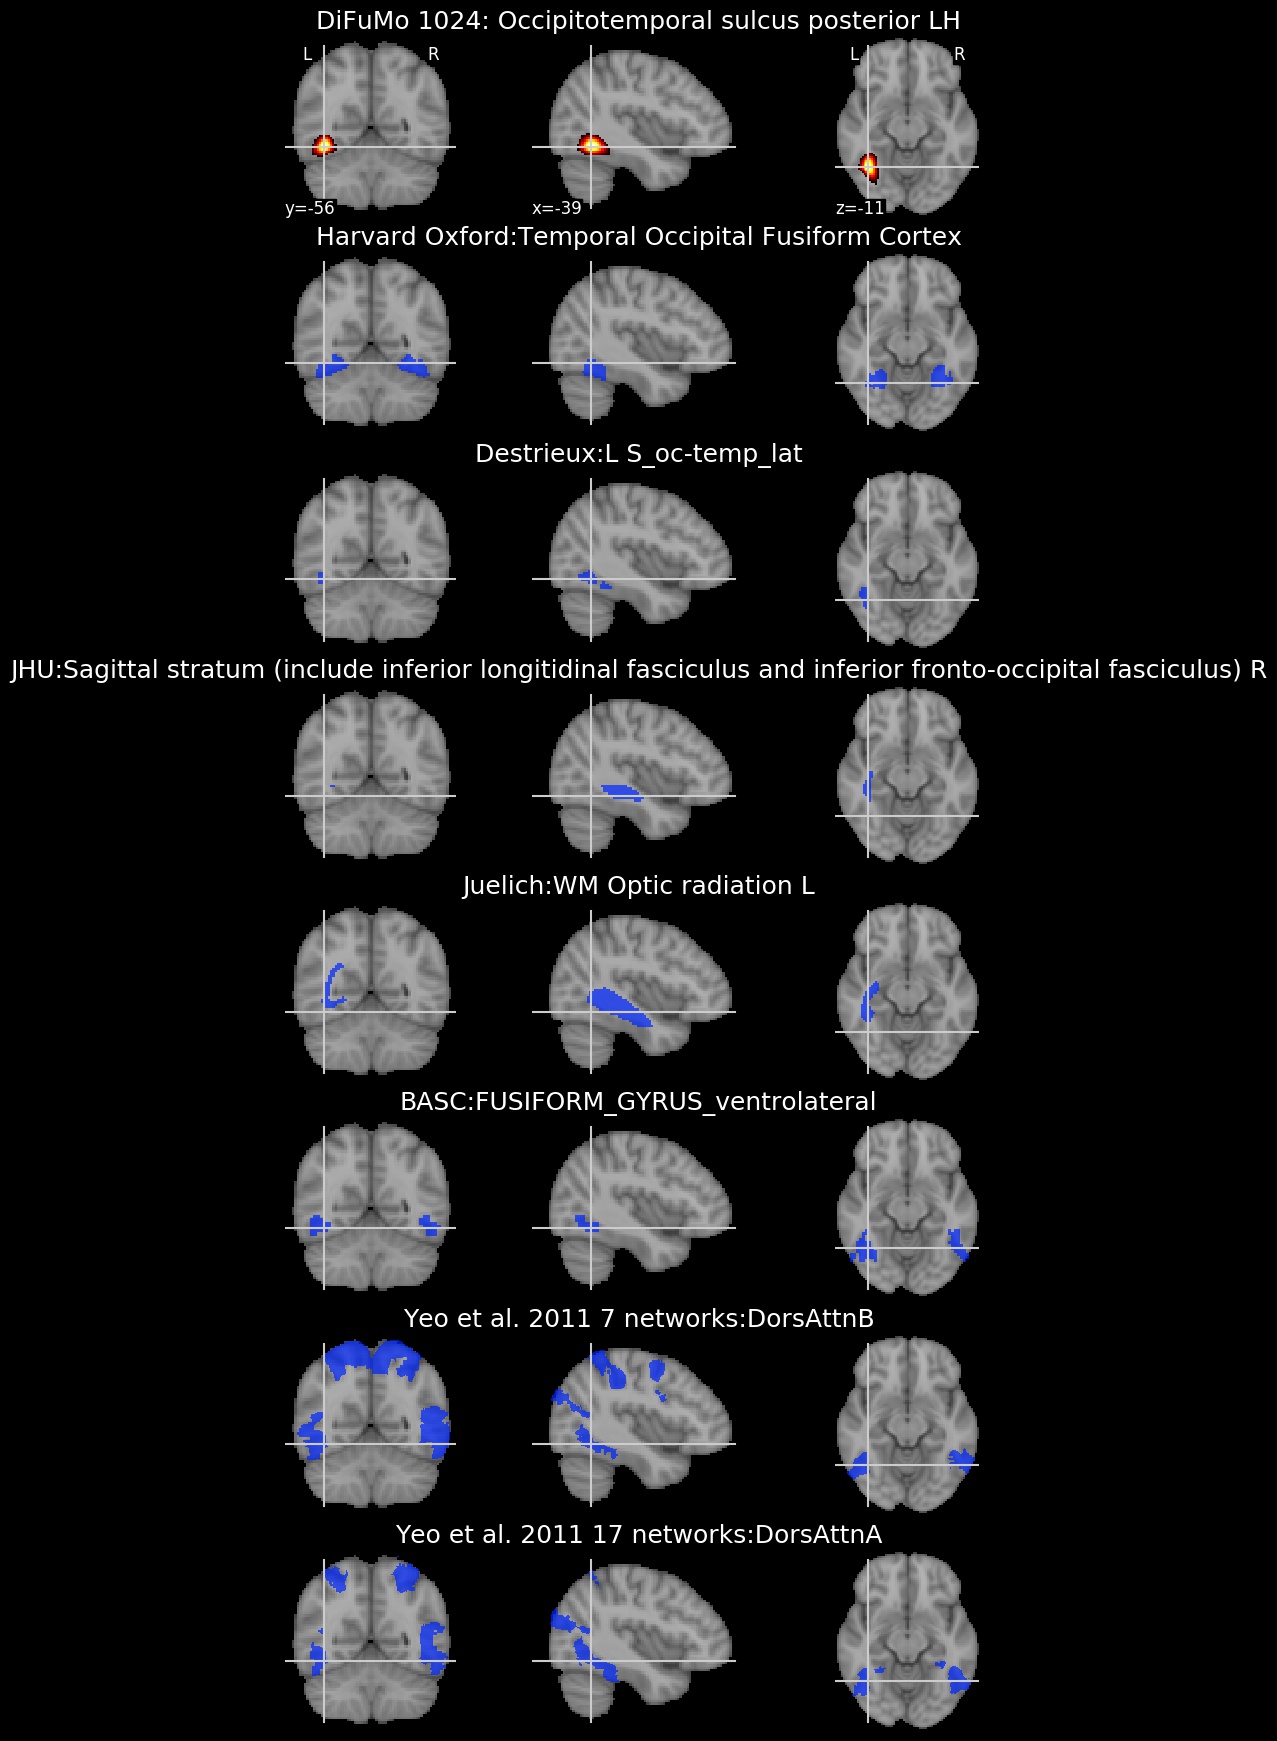 DiFuMo 1024: Occipitotemporal sulcus posterior LH
L R L R
y=-56 x=-39 z=-11
Harvard Oxford:Temporal Occipital Fusiform Cortex
Destrieux:L S_oc-temp_lat
JHU:Sagittal stratum (include inferior longitidinal fasciculus and inferior fronto-occipital fasciculus) R
Juelich:WM Optic radiation L
BASC:FUSIFORM_GYRUS_ventrolateral
Yeo et al. 2011 7 networks:DorsAttnB
Yeo et al. 2011 17 networks:DorsAttnA